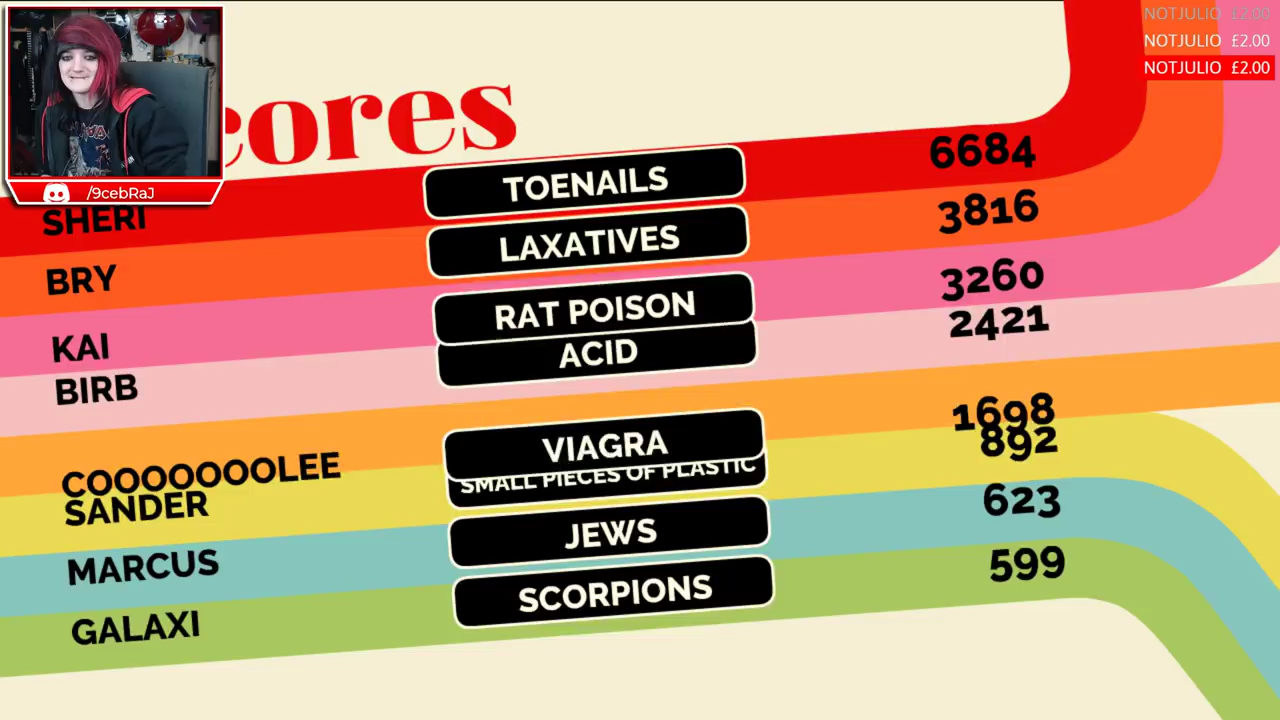 NOTJULIO £2.00
NOTJULIO £2.00
NOTJULIO £2.00
cores
/9cebRaJ
SHERI TOENAILS 6684
BRY LAXATIVES 3816
KAI RAT POISON 3260
BIRB ACID 2421
COOOOOOOLEE VIAGRA 1698
SANDER SMALL PIECES OF PLASTIC 892
MARCUS JEWS 623
GALAXI SCORPIONS 599